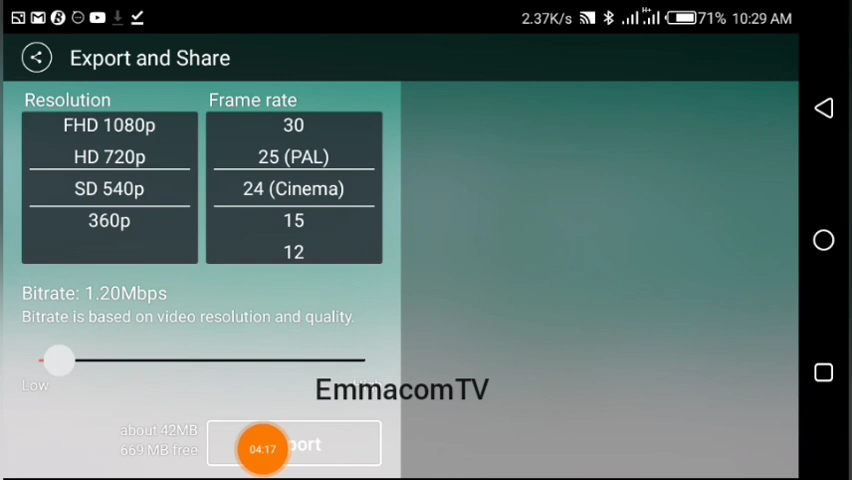 2.37K/s H+ 71% 10:29 AM
Export and Share
Resolution
Frame rate
FHD 1080p
30
HD 720p
25 (PAL)
SD 540p
24 (Cinema)
360p
15
12
Bitrate: 1.20Mbps
Bitrate is based on video resolution and quality.
Low
EmmacomTV
about 42MB
669 MB free
04:17
port